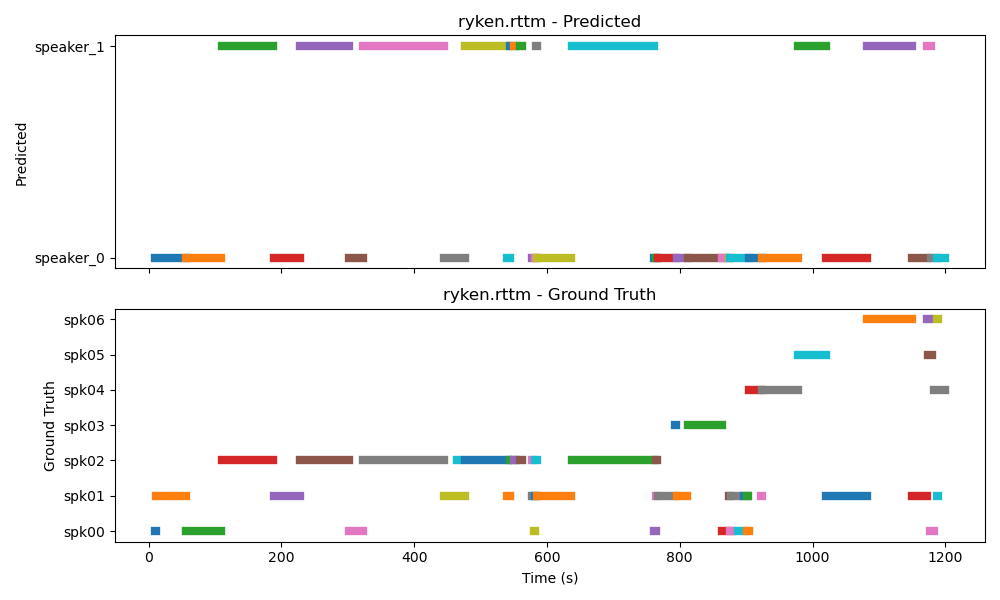 ryken.rttm - Predicted
speaker_1
Predicted
speaker_0
ryken.rttm - Ground Truth
spk06
spk05
spk04
Ground Truth
spk03
spk02
spk01
spk00
0 200 400 600 800 1000 1200
Time (s)